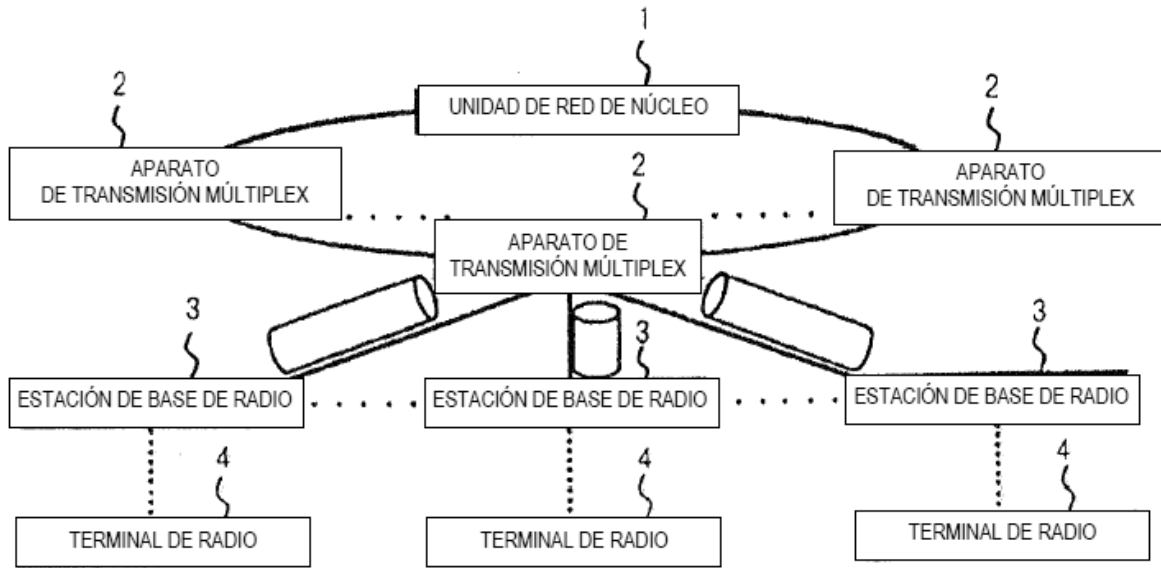 1
UNIDAD DE RED DE NÚCLEO
2
APARATO
DE TRANSMISIÓN MÚLTIPLEX
2
APARATO
DE TRANSMISIÓN MÚLTIPLEX
2
APARATO DE
TRANSMISIÓN MÚLTIPLEX
3
ESTACIÓN DE BASE DE RADIO
3
ESTACIÓN DE BASE DE RADIO
3
ESTACIÓN DE BASE DE RADIO
4
TERMINAL DE RADIO
4
TERMINAL DE RADIO
4
TERMINAL DE RADIO